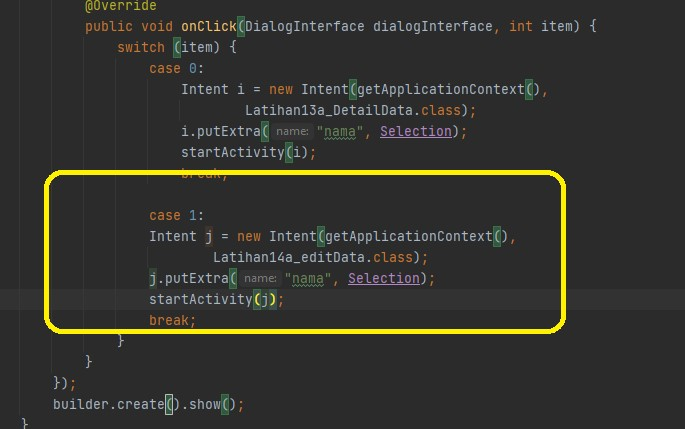 @Override
public void onClick(DialogInterface dialogInterface, int item) {
switch (item) {
case 0:
Intent i = new Intent(getApplicationContext(),
Latihan13a_DetailData.class);
i.putExtra( name: "nama", Selection);
startActivity(i);
break;
case 1:
Intent j = new Intent(getApplicationContext(),
Latihan14a_editData.class);
j.putExtra( name: "nama", Selection);
startActivity(j);
break;
}
}
});
builder.create().show();
}